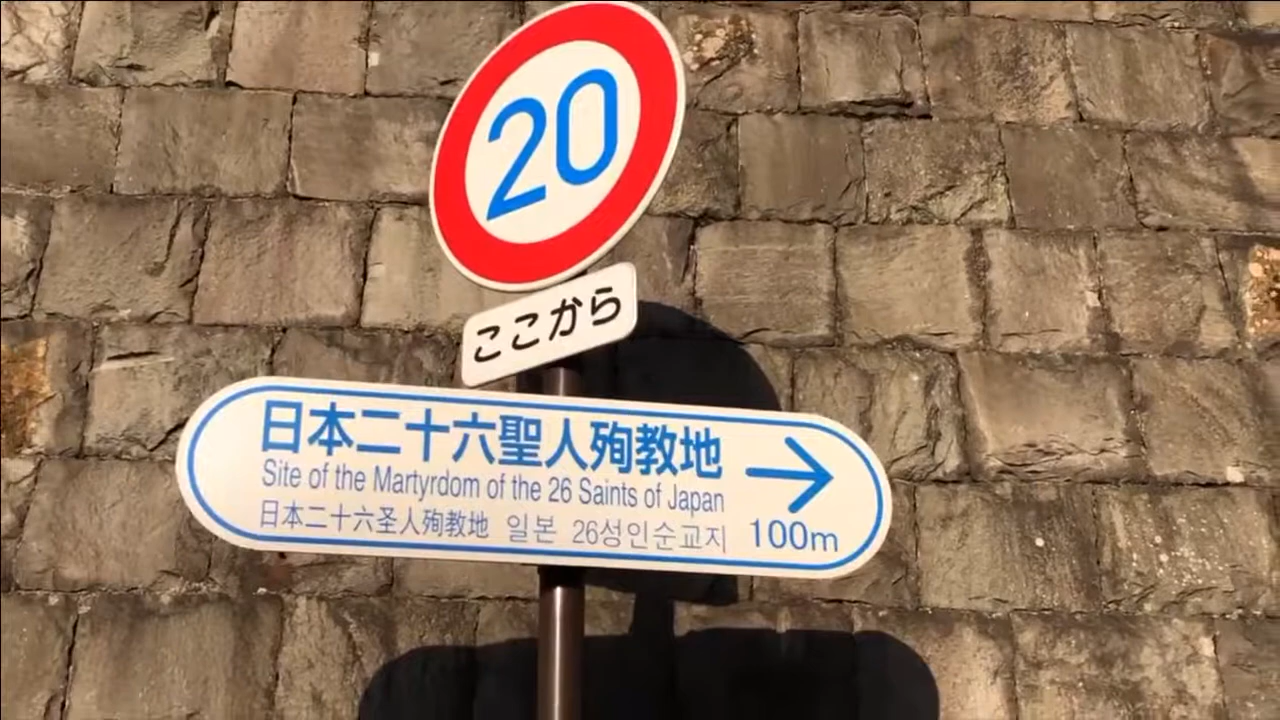 20
ここから
日本二十六聖人殉教地
Site of the Martyrdom of the 26 Saints of Japan
日本二十六圣人殉教地 일본 26성인순교지
100m